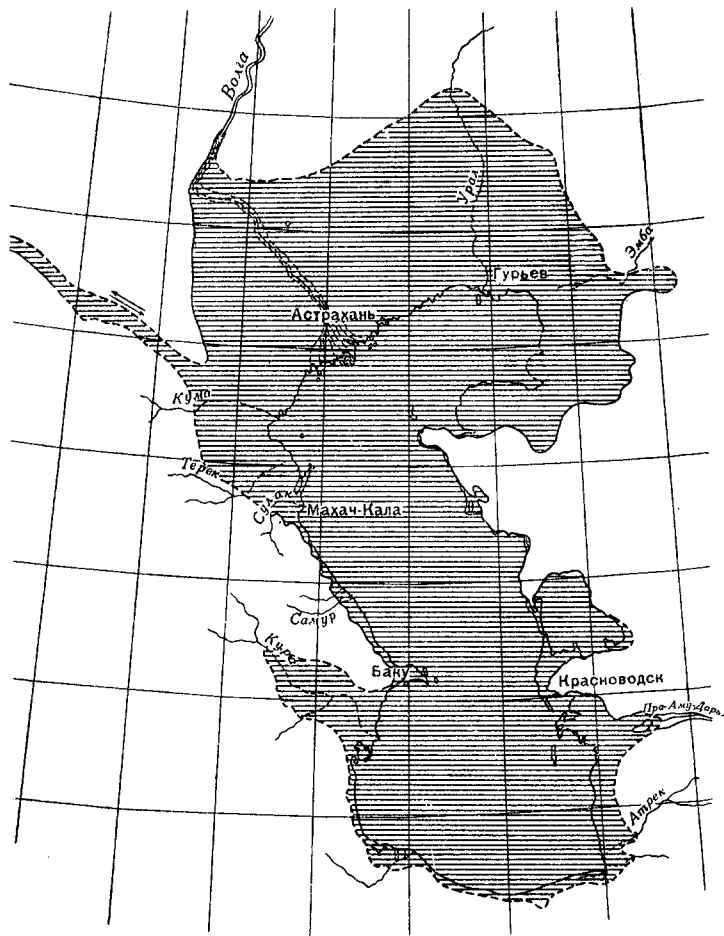 Волга
Урал
Эмба
Гурьев
Астрахань
Кума
Терек
Сулак
Махач-Кала
Самур
Кура
Баку
Красноводск
Пра-Аму-Дарья
Атрек